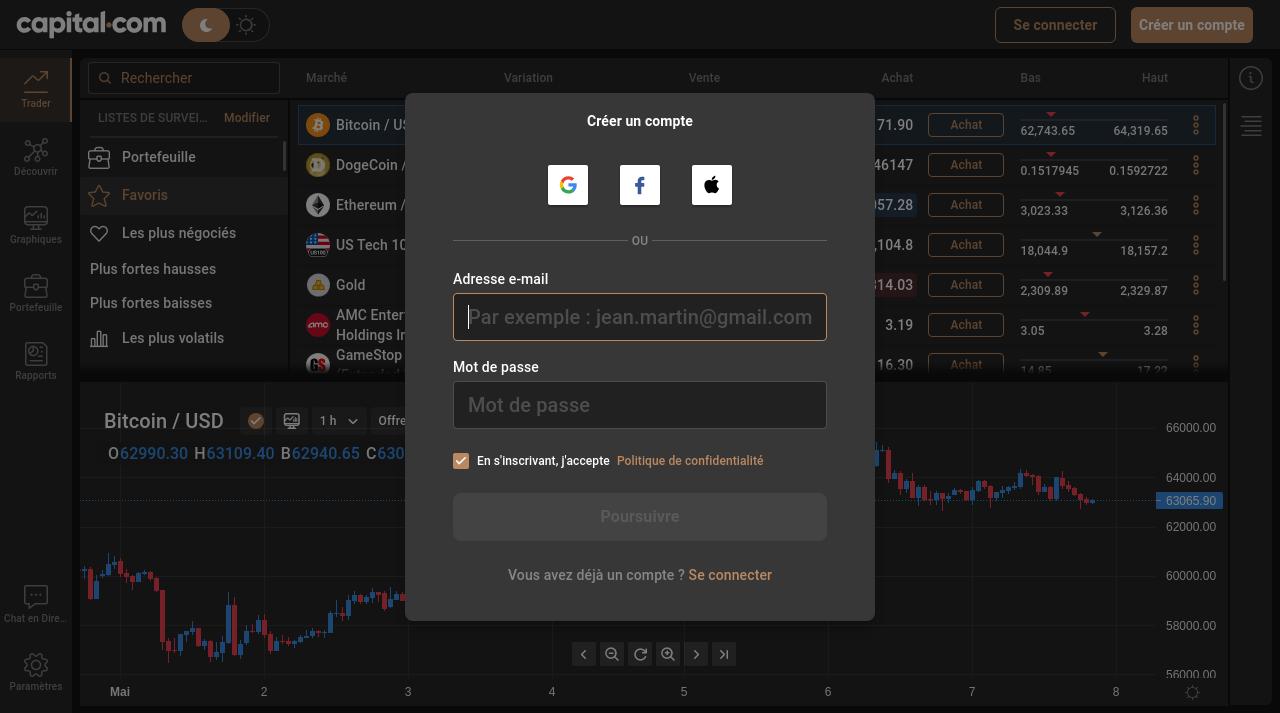 capital.com
Se connecter
Créer un compte
Trader
Découvrir
Graphiques
Portefeuille
Rapports
Chat en Dire...
Paramètres
Rechercher
LISTES DE SURVEI... Modifier
Portefeuille
Favoris
Les plus négociés
Plus fortes hausses
Plus fortes baisses
Les plus volatils
Marché Variation Vente Achat Bas Haut
Bitcoin / US 71.90 Achat 62,743.65 64,319.65
DogeCoin / 46147 Achat 0.1517945 0.1592722
Ethereum / 957.28 Achat 3,023.33 3,126.36
US Tech 10 ,104.8 Achat 18,044.9 18,157.2
Gold 314.03 Achat 2,309.89 2,329.87
AMC Enter
Holdings In 3.19 Achat 3.05 3.28
GameStop 16.30 Achat 14.85 17.22
Créer un compte
OU
Adresse e-mail
Par exemple : jean.martin@gmail.com
Mot de passe
Mot de passe
En s'inscrivant, j'accepte Politique de confidentialité
Poursuivre
Vous avez déjà un compte ? Se connecter
Bitcoin / USD 1 h Offre
O62990.30 H63109.40 B62940.65 C630
66000.00
64000.00
63065.90
62000.00
60000.00
58000.00
56000.00
Mai 2 3 4 5 6 7 8